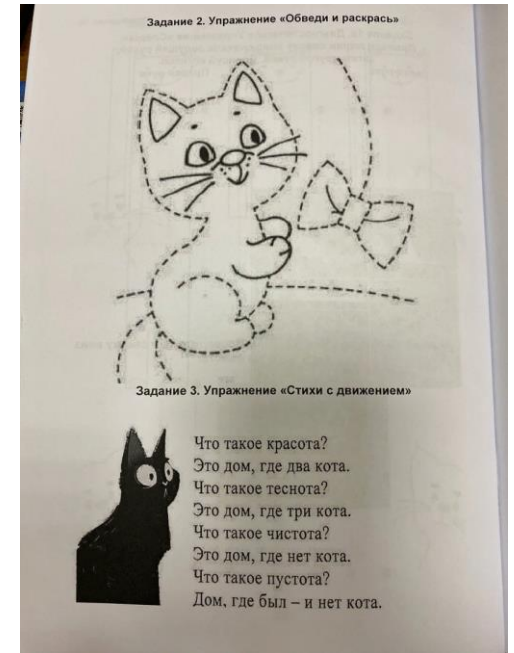 Задание 2. Упражнение «Обведи и раскрась»
Задание 3. Упражнение «Стихи с движением»
Что такое красота?
Это дом, где два кота.
Что такое теснота?
Это дом, где три кота.
Что такое чистота?
Это дом, где нет кота.
Что такое пустота?
Дом, где был – и нет кота.